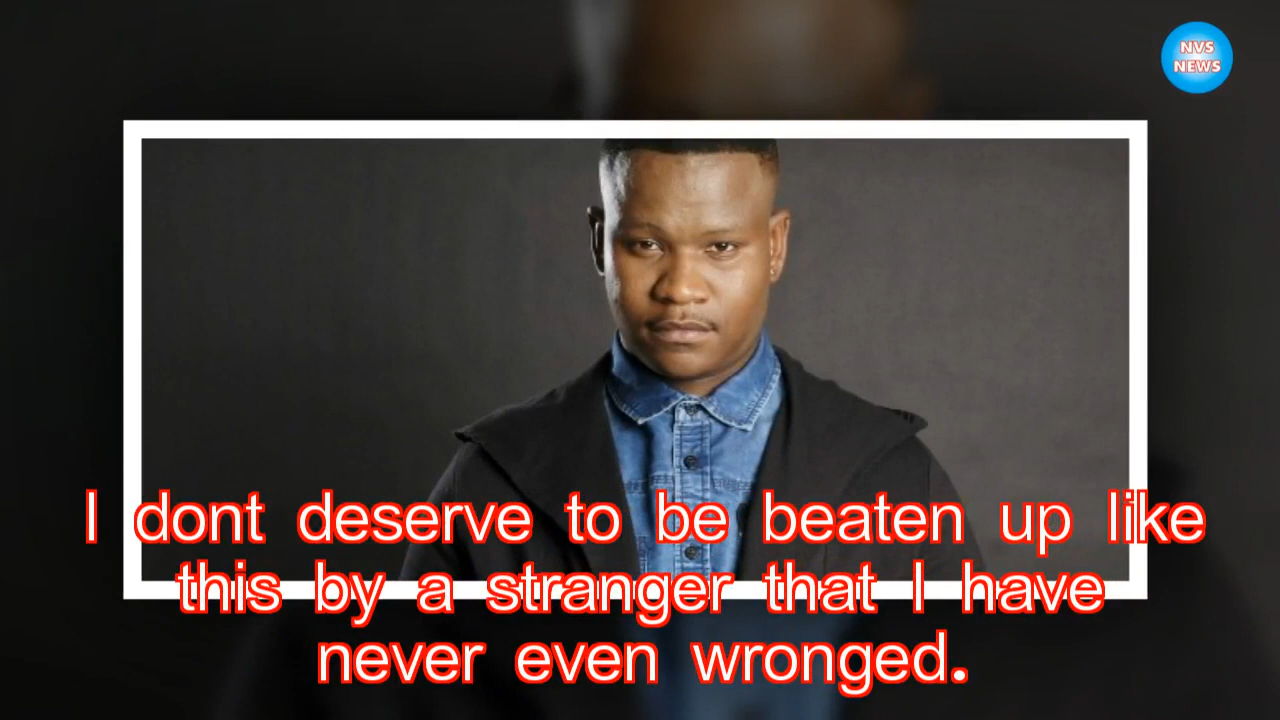 NVS
NEWS
I dont deserve to be beaten up like
this by a stranger that I have
never even wronged.